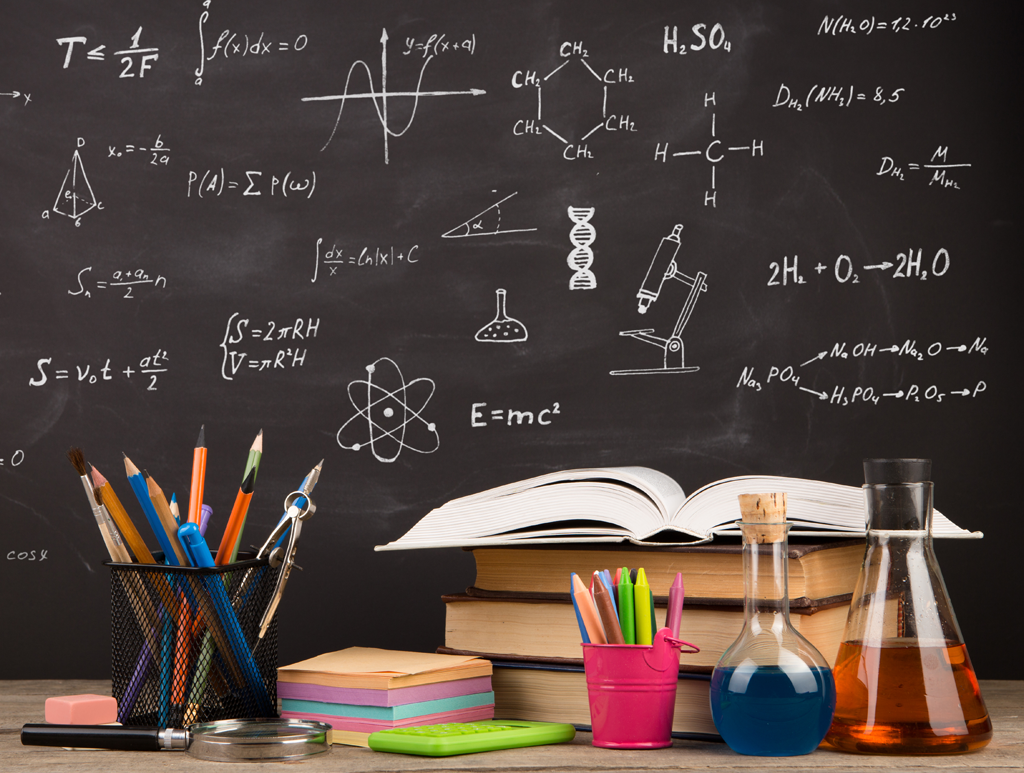 T ≤ 1/2F
∫ₐᵃ f(x)dx = 0
y=f(x+a)
H₂SO₄
N(H₂O)=1,2·10²³
x
CH₂
CH₂ CH₂
CH₂ CH₂
CH₂
D_H₂(NH₃)=8,5
H
H—C—H
H
D
a e c
b
x₀=-b/2a
P(A)=∑ p(ω)
D_H₂=M/M_H₂
α
∫dx/x=ln|x|+C
Sₙ=(a₁+aₙ)/2 n
2H₂+O₂→2H₂O
S=2πRH
V=πR²H
S=v₀t+at²/2
Na₃PO₄
NaOH→Na₂O→Na
H₃PO₄→P₂O₅→P
E=mc²
=0
cosx